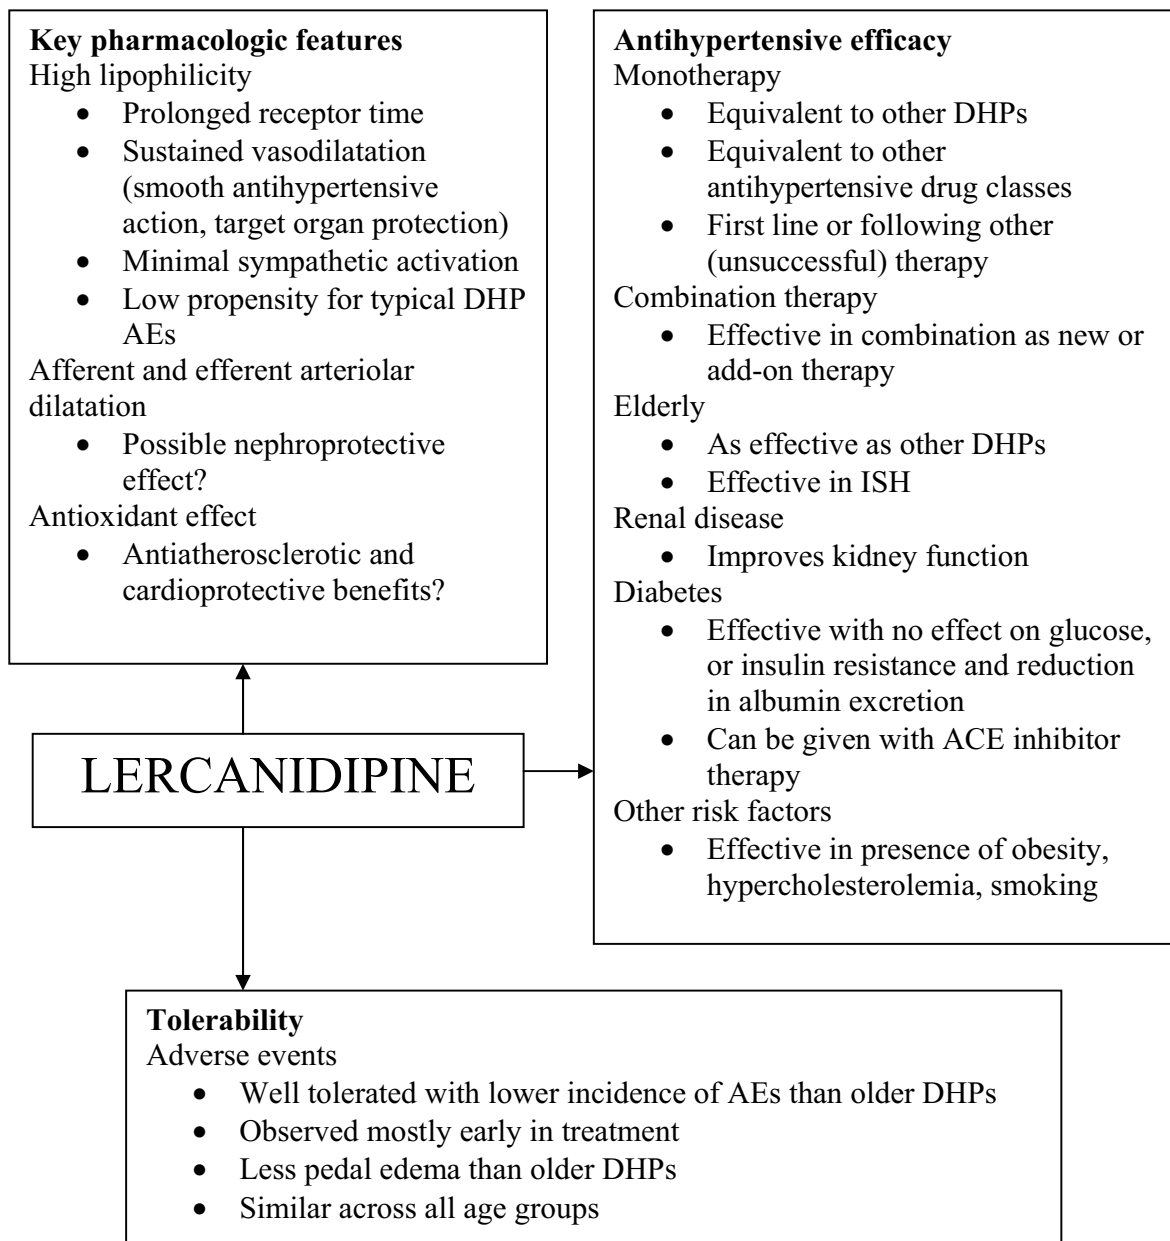 Key pharmacologic features
High lipophilicity
• Prolonged receptor time
• Sustained vasodilatation
(smooth antihypertensive
action, target organ protection)
• Minimal sympathetic activation
• Low propensity for typical DHP
AEs
Afferent and efferent arteriolar
dilatation
• Possible nephroprotective
effect?
Antioxidant effect
• Antiatherosclerotic and
cardioprotective benefits?
Antihypertensive efficacy
Monotherapy
• Equivalent to other DHPs
• Equivalent to other
antihypertensive drug classes
• First line or following other
(unsuccessful) therapy
Combination therapy
• Effective in combination as new or
add-on therapy
Elderly
• As effective as other DHPs
• Effective in ISH
Renal disease
• Improves kidney function
Diabetes
• Effective with no effect on glucose,
or insulin resistance and reduction
in albumin excretion
• Can be given with ACE inhibitor
therapy
Other risk factors
• Effective in presence of obesity,
hypercholesterolemia, smoking
LERCANIDIPINE
Tolerability
Adverse events
• Well tolerated with lower incidence of AEs than older DHPs
• Observed mostly early in treatment
• Less pedal edema than older DHPs
• Similar across all age groups